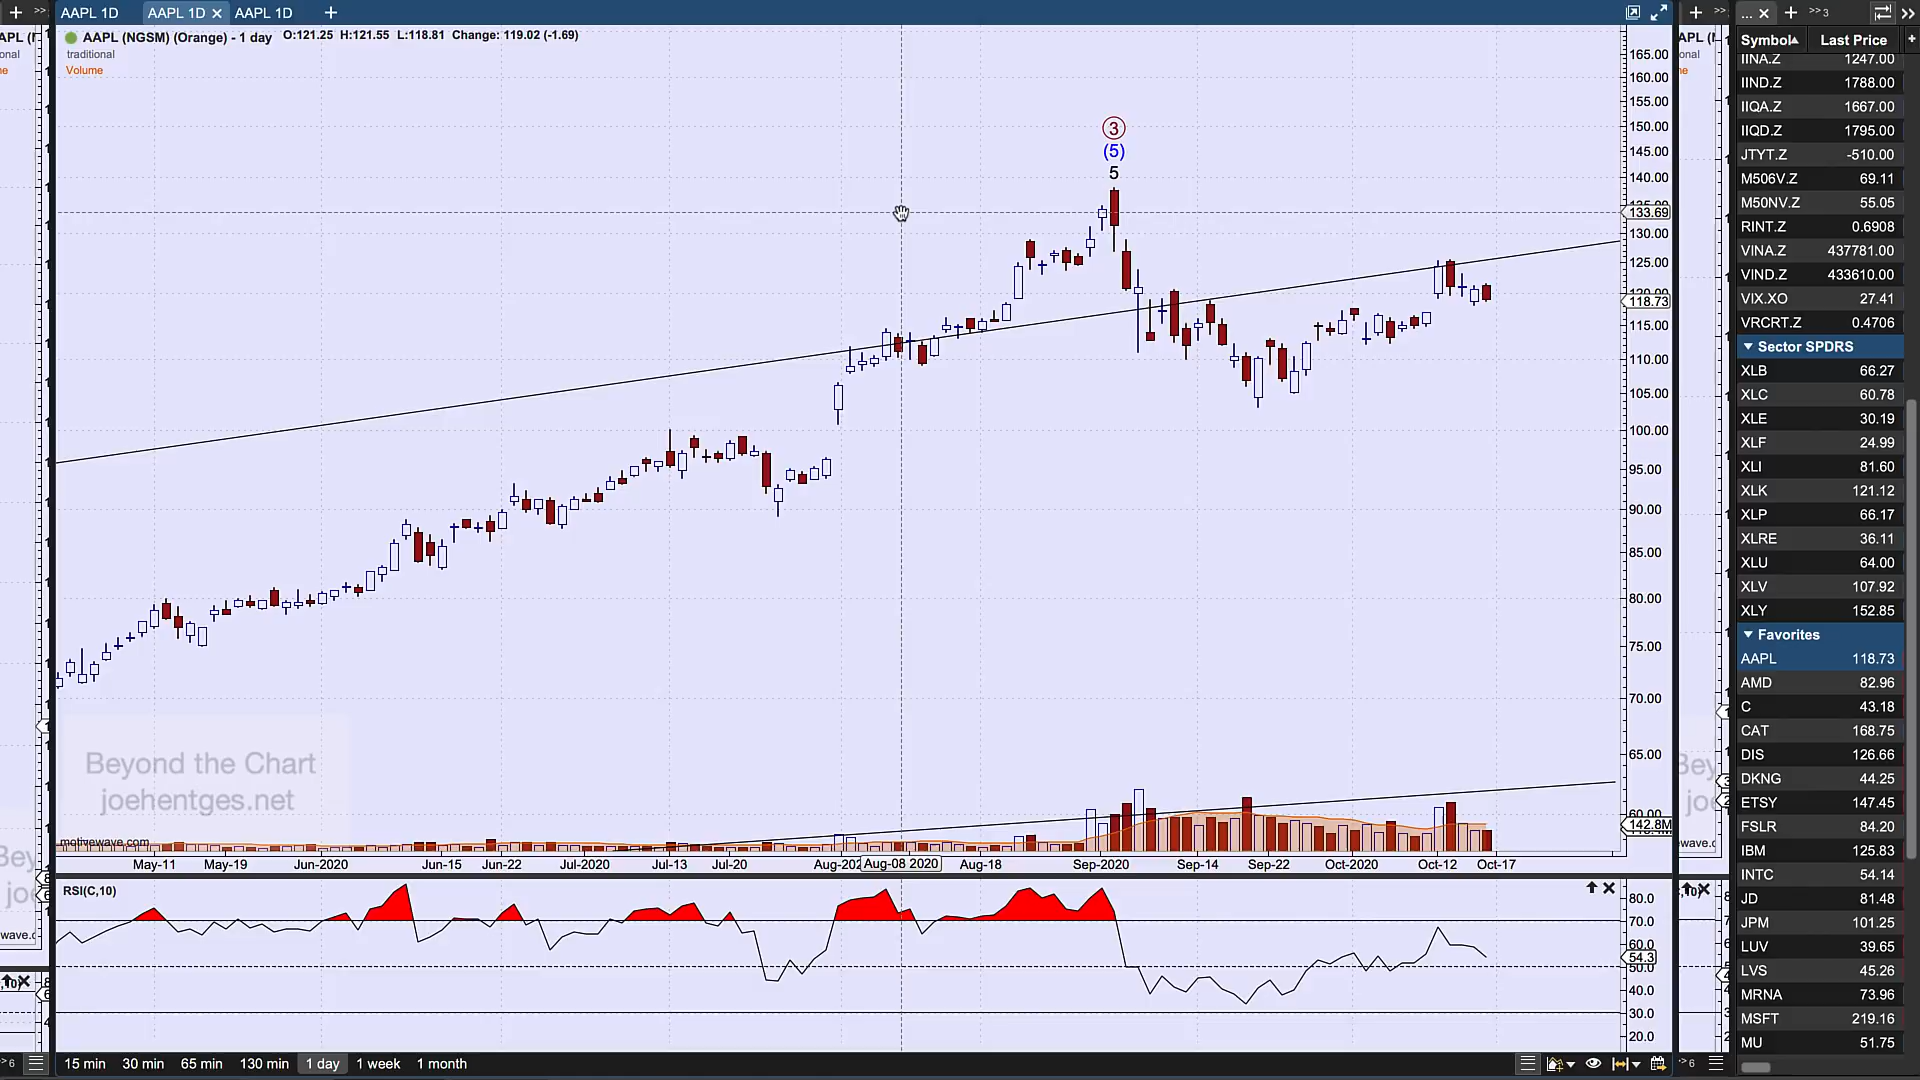 AAPL 1D
AAPL 1D
AAPL 1D
AAPL (NGSM) (Orange) - 1 day O:121.25 H:121.55 L:118.81 Change: 119.02 (-1.69)
traditional
Volume
3
(5)
5
165.00
160.00
155.00
150.00
145.00
140.00
133.69
130.00
125.00
118.73
115.00
110.00
105.00
100.00
95.00
90.00
85.00
80.00
75.00
70.00
65.00
142.8M
Beyond the Chart
joehentges.net
motivewave.com
May-11 May-19 Jun-2020 Jun-15 Jun-22 Jul-2020 Jul-13 Jul-20 Aug-08 2020 Aug-18 Sep-2020 Sep-14 Sep-22 Oct-2020 Oct-12 Oct-17
RSI(C,10)
80.0
70.0
60.0
54.3
50.0
40.0
30.0
20.0
15 min 30 min 65 min 130 min 1 day 1 week 1 month
Symbol Last Price
IINA.Z 1247.00
IIND.Z 1788.00
IIQA.Z 1667.00
IIQD.Z 1795.00
JTYT.Z -510.00
M506V.Z 69.11
M50NV.Z 55.05
RINT.Z 0.6908
VINA.Z 437781.00
VIND.Z 433610.00
VIX.XO 27.41
VRCRT.Z 0.4706
Sector SPDRS
XLB 66.27
XLC 60.78
XLE 30.19
XLF 24.99
XLI 81.60
XLK 121.12
XLP 66.17
XLRE 36.11
XLU 64.00
XLV 107.92
XLY 152.85
Favorites
AAPL 118.73
AMD 82.96
C 43.18
CAT 168.75
DIS 126.66
DKNG 44.25
ETSY 147.45
FSLR 84.20
IBM 125.83
INTC 54.14
JD 81.48
JPM 101.25
LUV 39.65
LVS 45.26
MRNA 73.96
MSFT 219.16
MU 51.75